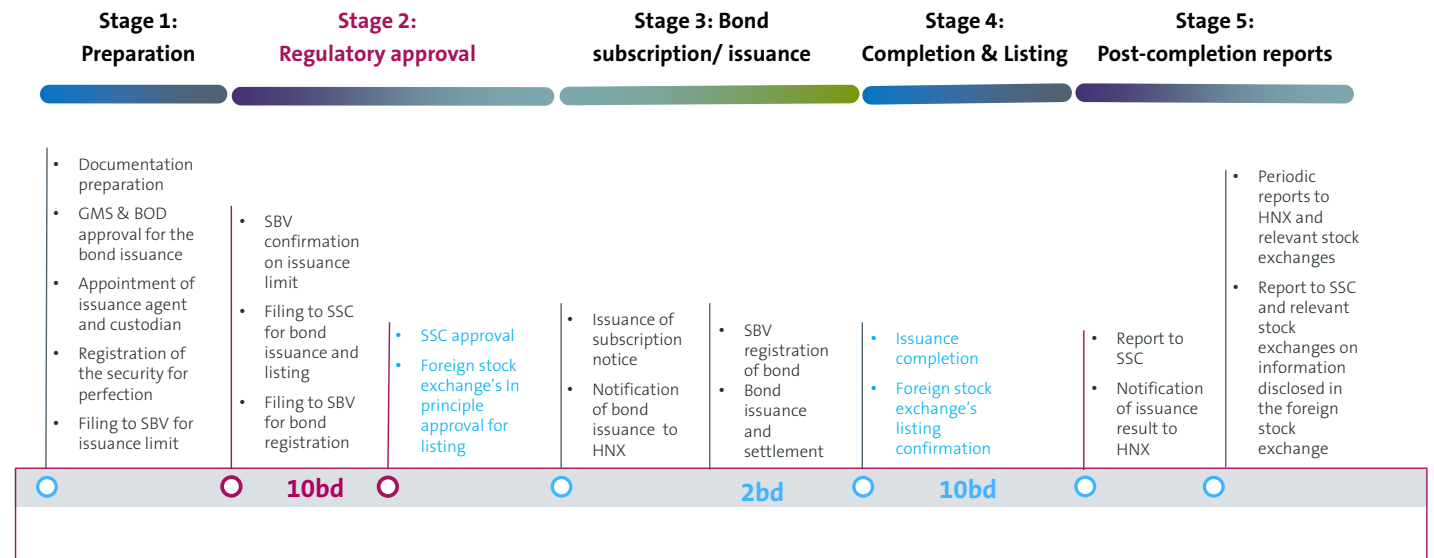 Stage 1:
Preparation
Stage 2:
Regulatory approval
Stage 3: Bond
subscription/ issuance
Stage 4:
Completion & Listing
Stage 5:
Post-completion reports
• Documentation
preparation
• GMS & BOD
approval for the
bond issuance
• Appointment of
issuance agent
and custodian
• Registration of
the security for
perfection
• Filing to SBV for
issuance limit
• SBV
confirmation
on issuance
limit
• Filing to SSC
for bond
issuance and
listing
• Filing to SBV
for bond
registration
• SSC approval
• Foreign stock
exchange's In
principle
approval for
listing
• Issuance of
subscription
notice
• Notification
of bond
issuance to
HNX
• SBV
registration
of bond
• Bond
issuance
and
settlement
• Issuance
completion
• Foreign stock
exchange's
listing
confirmation
• Report to
SSC
• Notification
of issuance
result to
HNX
• Periodic
reports to
HNX and
relevant stock
exchanges
• Report to SSC
and relevant
stock
exchanges on
information
disclosed in
the foreign
stock
exchange
10bd
2bd
10bd